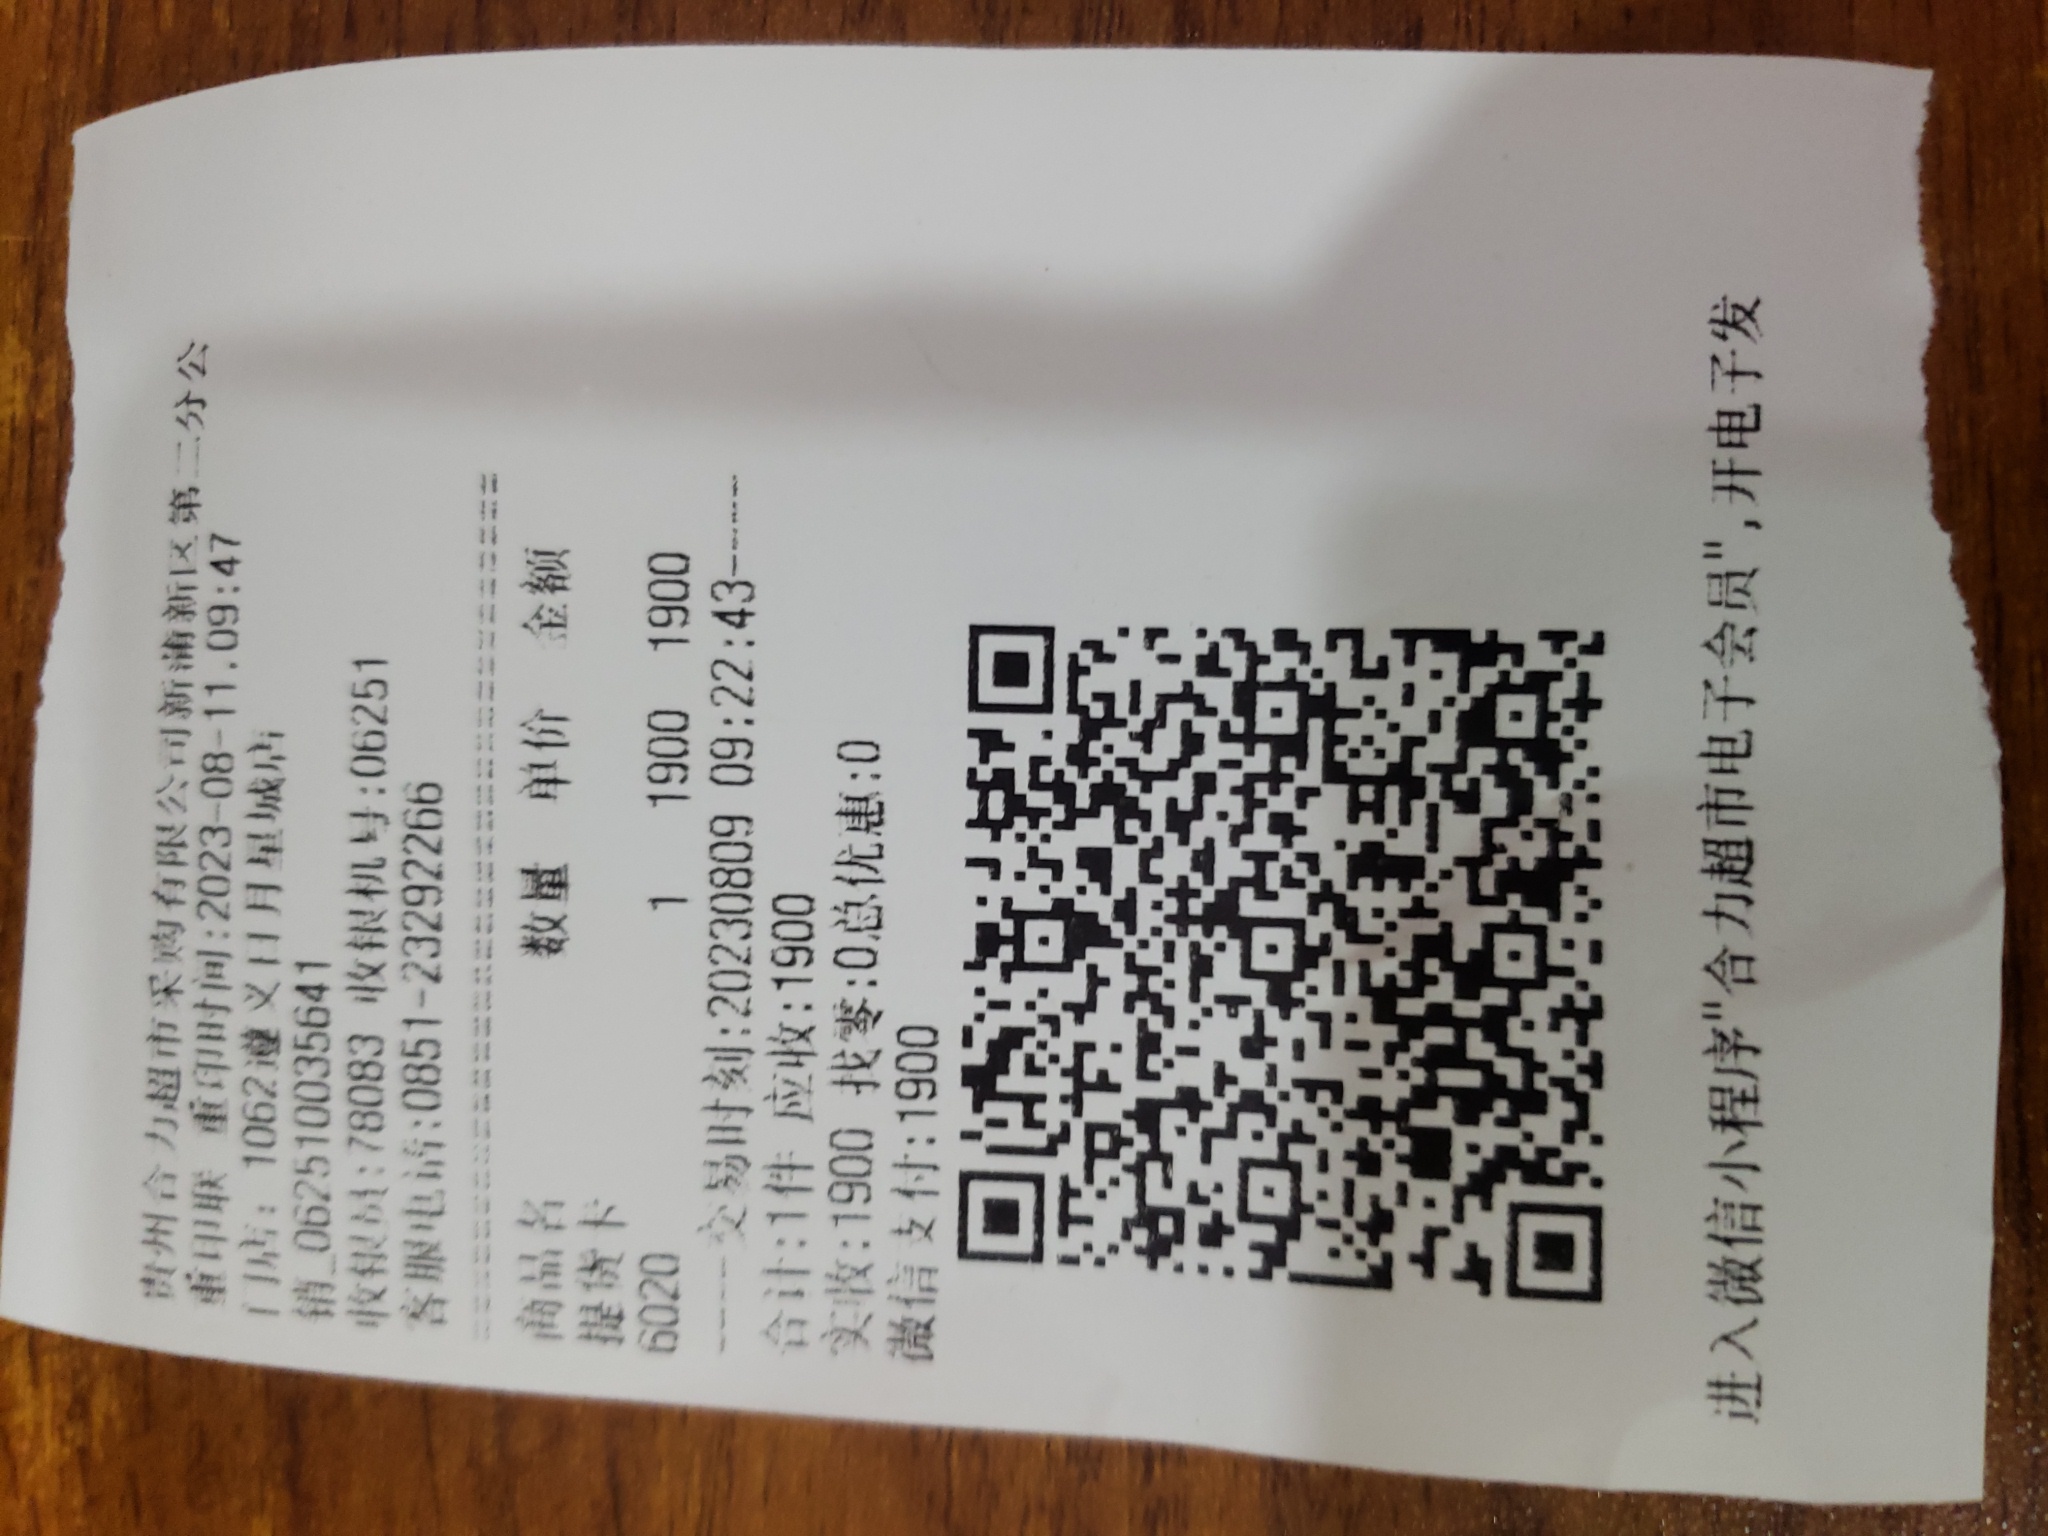 贵州合力超市采购有限公司新蒲新区第二分公
重印联 重印时间:2023-08-11.09:47
门店: 1062遵义日月星城店
销_062510035641
收银员:78083 收银机号:06251
客服电话:0851-23292266
================================
商品名 数量 单价 金额
提货卡
6020 1 1900 1900
----交易时刻:20230809 09:22:43-----
合计:1件 应收:1900
实收:1900 找零:0总优惠:0
微信支付:1900
进入微信小程序"合力超市电子会员",开电子发